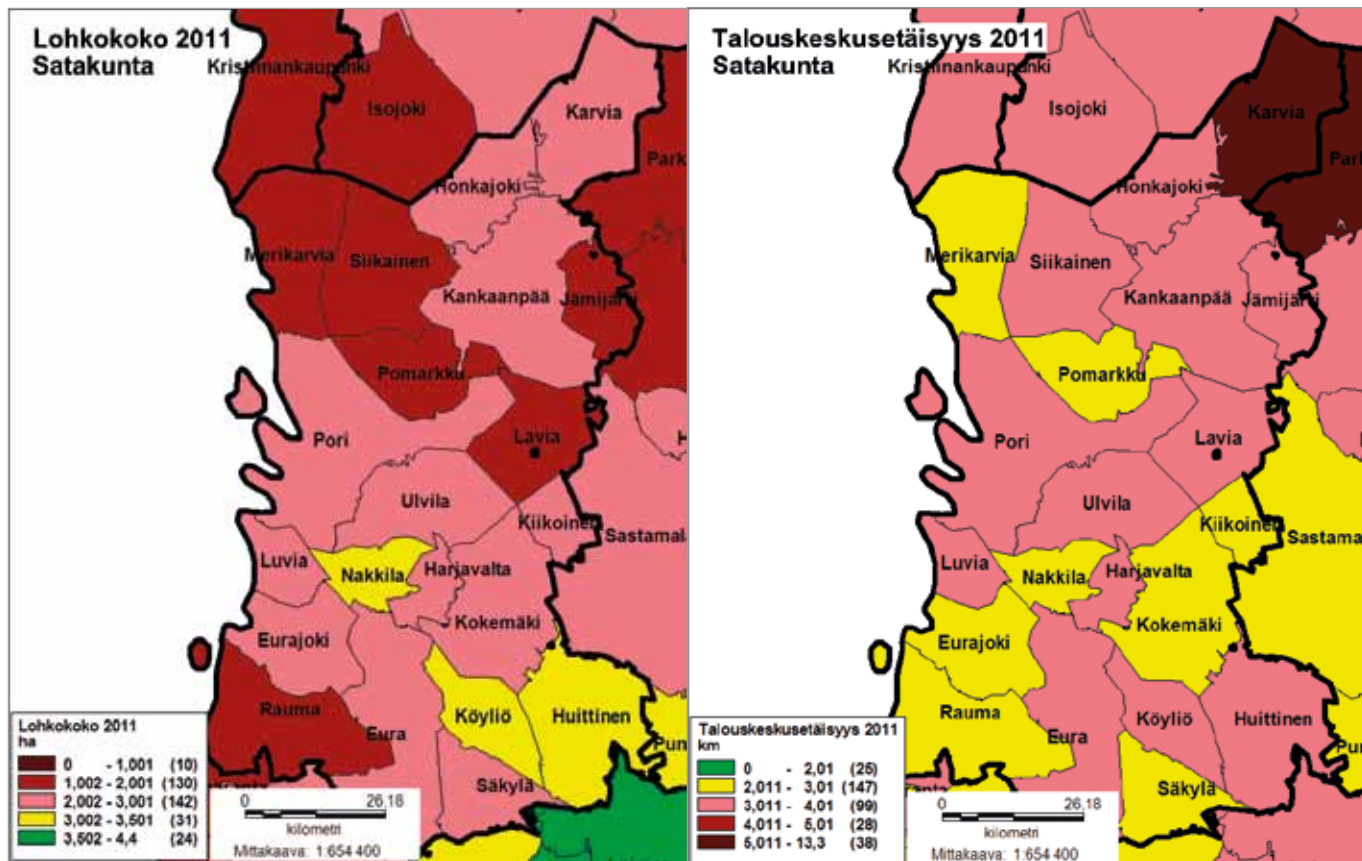 Lohkokoko 2011
Satakunta
Kristiinankaupunki
Isojoki
Karvia
Park
Honkajoki
Merikarvia
Siikainen
Kankaanpää
Jämijärvi
Pomarkku
Pori
Lavia
Ulvila
Kiikoinen
Sastamal
Luvia
Nakkila
Harjavalta
Eurajoki
Kokemäki
Rauma
Eura
Köyliö
Huittinen
Pun
Säkylä
Lohkokoko 2011
ha
0 - 1,001 (10)
1,002 - 2,001 (130)
2,002 - 3,001 (142)
3,002 - 3,501 (31)
3,502 - 4,4 (24)
0 26,18
kilometri
Mittakaava: 1:654 400
Talouskeskusetäisyys 2011
Satakunta
Kristiinankaupunki
Isojoki
Karvia
Park
Honkajoki
Merikarvia
Siikainen
Kankaanpää
Jämijärvi
Pomarkku
Pori
Lavia
Ulvila
Kiikoinen
Sastama
Luvia
Nakkila
Harjavalta
Eurajoki
Kokemäki
Rauma
Eura
Köyliö
Huittinen
Säkylä
Talouskeskusetäisyys 2011
km
0 - 2,01 (25)
2,011 - 3,01 (147)
3,011 - 4,01 (99)
4,011 - 5,01 (28)
5,011 - 13,3 (38)
0 26,18
kilometri
Mittakaava: 1:654 400